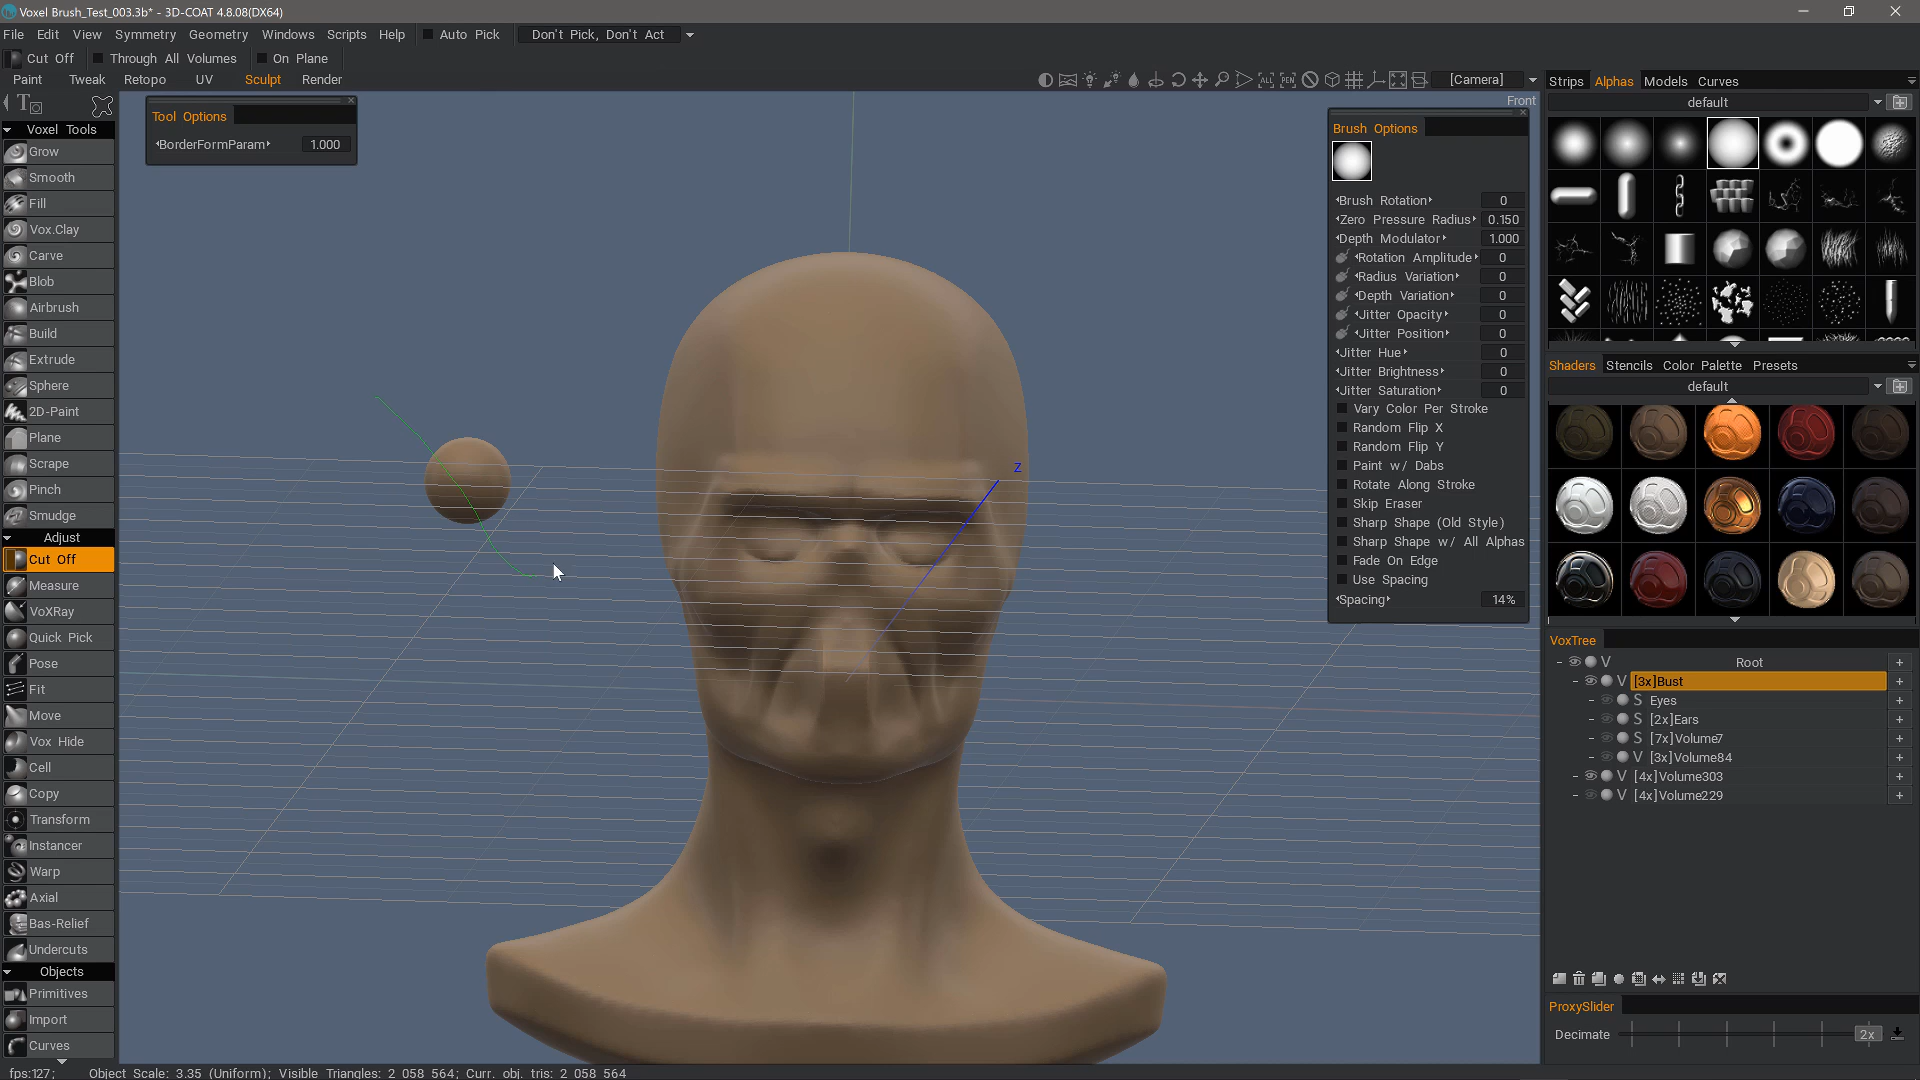 Voxel Brush_Test_003.3b* - 3D-COAT 4.8.08(DX64)
File Edit View Symmetry Geometry Windows Scripts Help Auto Pick Don't Pick, Don't Act
Cut Off Through All Volumes On Plane
Paint Tweak Retopo UV Sculpt Render
[Camera]
Front
Voxel Tools
Grow
Smooth
Fill
Vox.Clay
Carve
Blob
Airbrush
Build
Extrude
Sphere
2D-Paint
Plane
Scrape
Pinch
Smudge
Adjust
Cut Off
Measure
VoXRay
Quick Pick
Pose
Fit
Move
Vox Hide
Cell
Copy
Transform
Instancer
Warp
Axial
Bas-Relief
Undercuts
Objects
Primitives
Import
Curves
Tool Options
BorderFormParam 1.000
Z
Brush Options
Brush Rotation 0
Zero Pressure Radius 0.150
Depth Modulator 1.000
Rotation Amplitude 0
Radius Variation 0
Depth Variation 0
Jitter Opacity 0
Jitter Position 0
Jitter Hue 0
Jitter Brightness 0
Jitter Saturation 0
Vary Color Per Stroke
Random Flip X
Random Flip Y
Paint w/ Dabs
Rotate Along Stroke
Skip Eraser
Sharp Shape (Old Style)
Sharp Shape w/ All Alphas
Fade On Edge
Use Spacing
Spacing 14%
Strips Alphas Models Curves
default
Shaders Stencils Color Palette Presets
default
VoxTree
V Root +
V [3x]Bust +
S Eyes +
S [2x]Ears +
S [7x]Volume7 +
V [3x]Volume84 +
V [4x]Volume303 +
V [4x]Volume229 +
ProxySlider
Decimate 2x
fps:127; Object Scale: 3.35 (Uniform); Visible Triangles: 2 058 564; Curr. obj. tris: 2 058 564